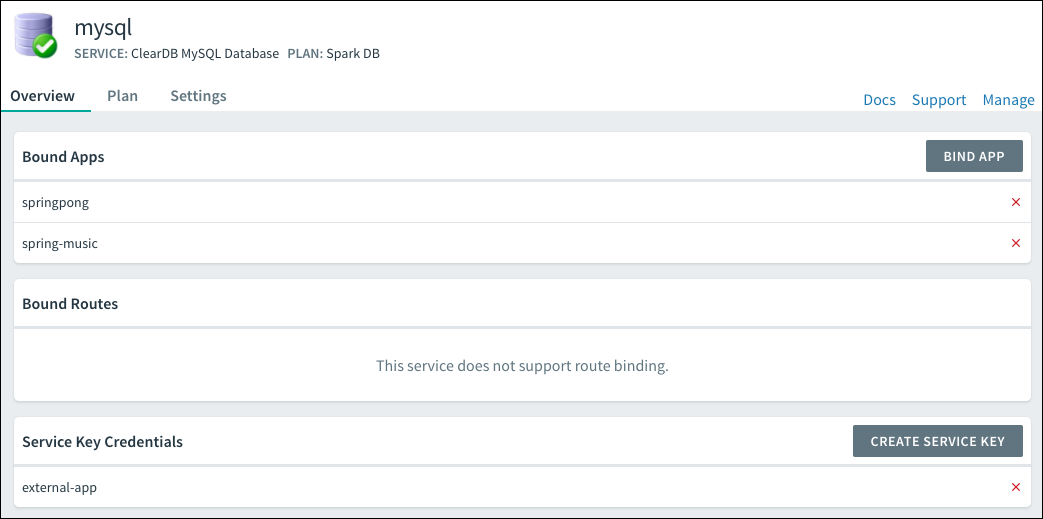 mysql
SERVICE: ClearDB MySQL Database PLAN: Spark DB
Overview Plan Settings Docs Support Manage
Bound Apps BIND APP
springpong ×
spring-music ×
Bound Routes
This service does not support route binding.
Service Key Credentials CREATE SERVICE KEY
external-app ×